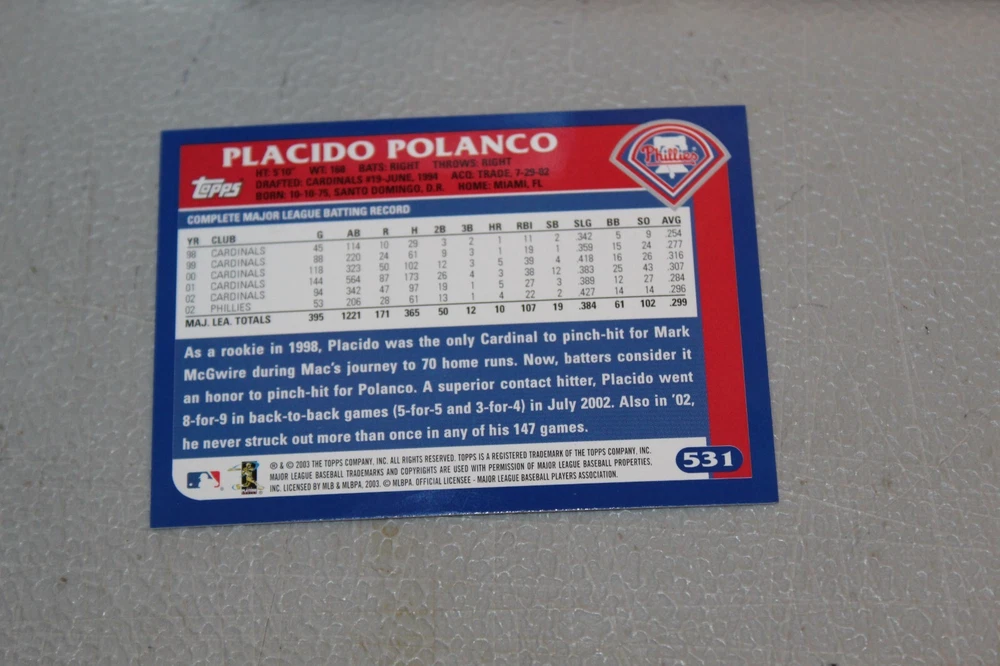 PLACIDO POLANCO
topps
HT: 5'10" WT: 168 BATS: RIGHT THROWS: RIGHT
DRAFTED: CARDINALS #19-JUNE, 1994 ACQ: TRADE, 7-29-02
BORN: 10-10-75, SANTO DOMINGO, D.R. HOME: MIAMI, FL
Phillies
COMPLETE MAJOR LEAGUE BATTING RECORD
YR CLUB G AB R H 2B 3B HR RBI SB SLG BB SO AVG
98 CARDINALS 45 114 10 29 3 2 1 11 2 .342 5 9 .254
99 CARDINALS 88 220 24 61 9 3 1 19 1 .359 15 24 .277
00 CARDINALS 118 323 50 102 12 3 5 39 4 .418 16 26 .316
01 CARDINALS 144 564 87 173 26 4 3 38 12 .383 25 43 .307
02 CARDINALS 94 342 47 97 19 1 5 27 3 .389 12 27 .284
02 PHILLIES 53 206 28 61 13 1 4 22 2 .427 14 14 .296
MAJ. LEA. TOTALS 395 1221 171 365 50 12 10 107 19 .384 61 102 .299
As a rookie in 1998, Placido was the only Cardinal to pinch-hit for Mark
McGwire during Mac's journey to 70 home runs. Now, batters consider it
an honor to pinch-hit for Polanco. A superior contact hitter, Placido went
8-for-9 in back-to-back games (5-for-5 and 3-for-4) in July 2002. Also in '02,
he never struck out more than once in any of his 147 games.
® & © 2003 THE TOPPS COMPANY, INC. ALL RIGHTS RESERVED. TOPPS IS A REGISTERED TRADEMARK OF THE TOPPS COMPANY, INC.
MAJOR LEAGUE BASEBALL TRADEMARKS AND COPYRIGHTS ARE USED WITH PERMISSION OF MAJOR LEAGUE BASEBALL PROPERTIES,
INC. LICENSED BY MLB & MLBPA, 2003. © MLBPA. OFFICIAL LICENSEE - MAJOR LEAGUE BASEBALL PLAYERS ASSOCIATION.
531